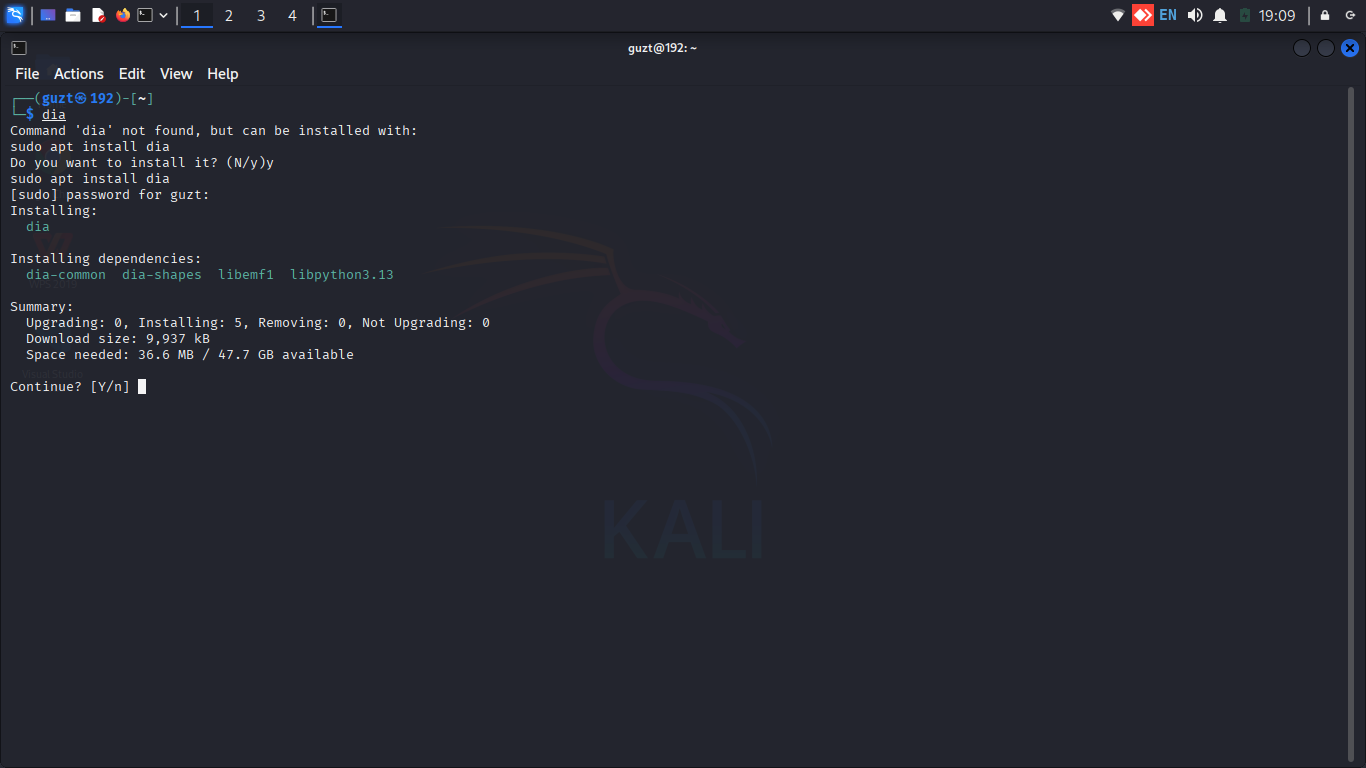 1 2 3 4 EN 19:09
guzt@192: ~
File Actions Edit View Help
┌──(guzt㉿192)-[~]
└─$ dia
Command 'dia' not found, but can be installed with:
sudo apt install dia
Do you want to install it? (N/y)y
sudo apt install dia
[sudo] password for guzt:
Installing:
dia
Installing dependencies:
dia-common dia-shapes libemf1 libpython3.13
Summary:
Upgrading: 0, Installing: 5, Removing: 0, Not Upgrading: 0
Download size: 9,937 kB
Space needed: 36.6 MB / 47.7 GB available
Continue? [Y/n]
KALI